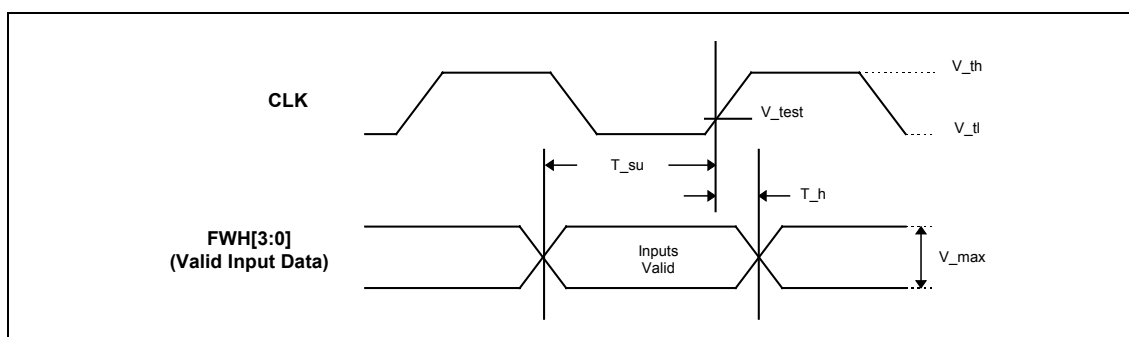 V_th
CLK
V_test
V_tl
T_su
T_h
FWH[3:0]
(Valid Input Data)
Inputs
Valid
V_max